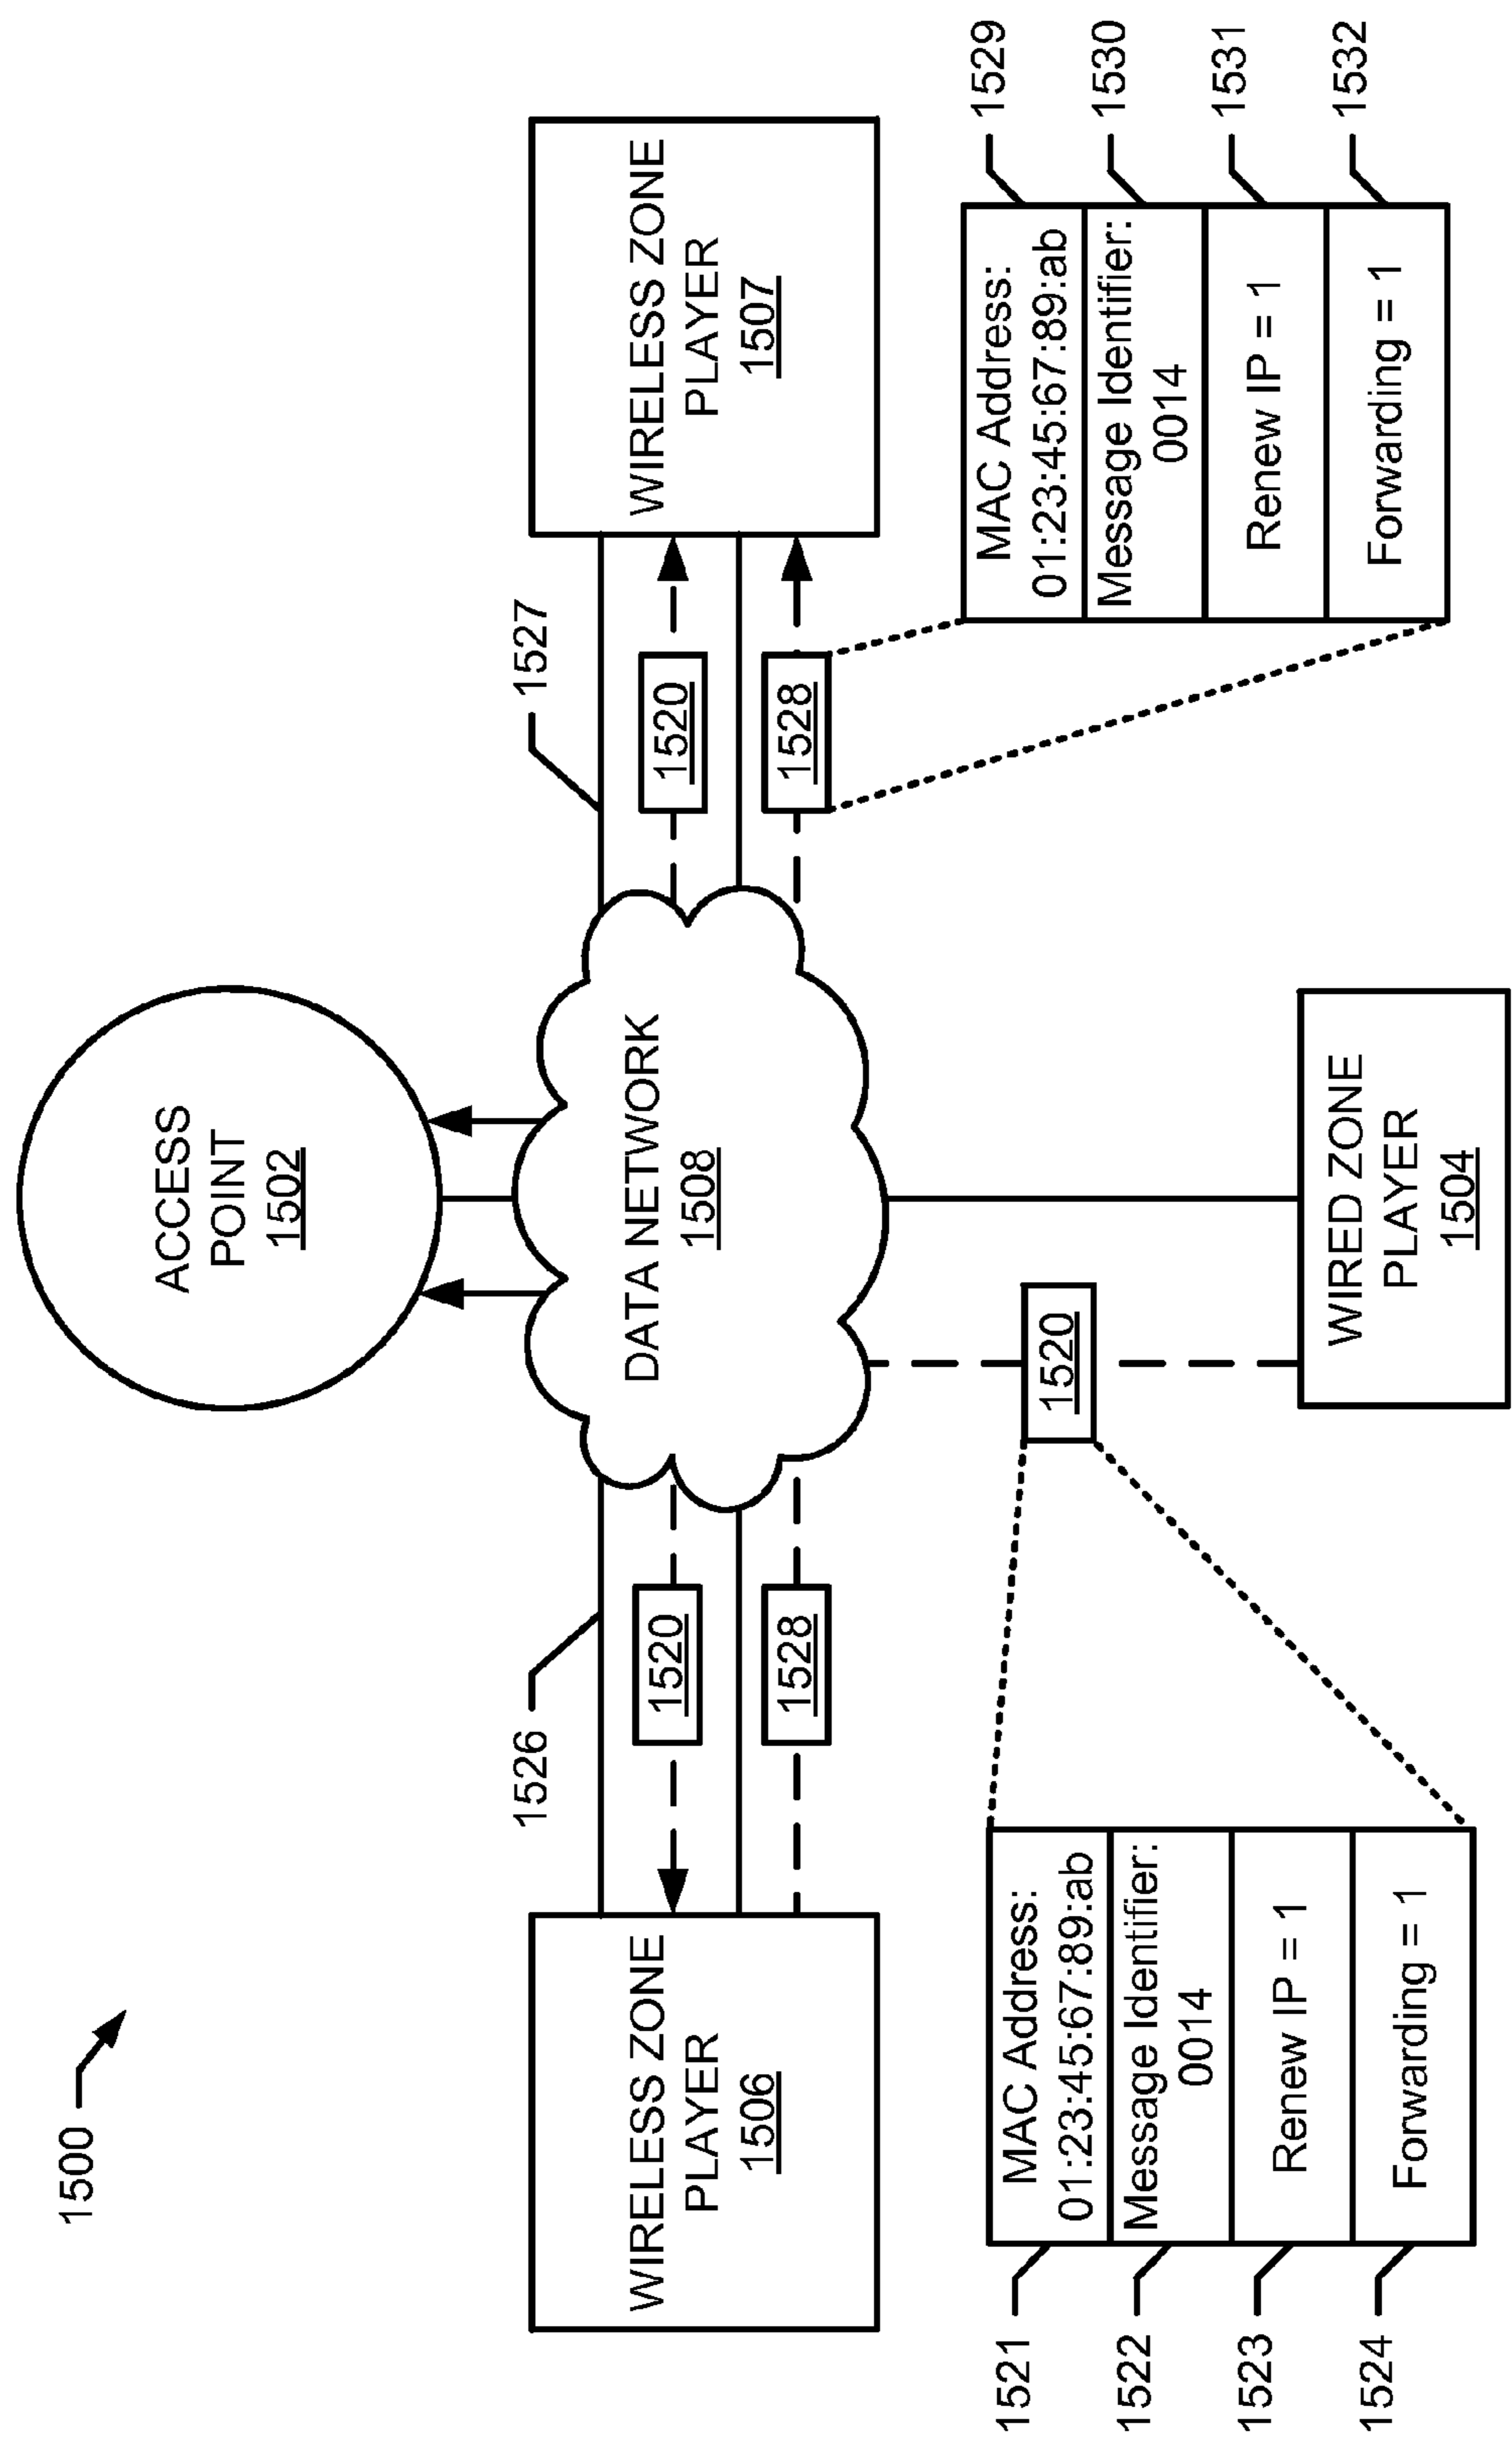 1500
ACCESS
POINT
1502
1526
1527
WIRELESS ZONE
PLAYER
1506
1520
1528
DATA NETWORK
1508
1520
1528
WIRELESS ZONE
PLAYER
1507
1521
1522
1523
1524
MAC Address:
01:23:45:67:89:ab
Message Identifier:
0014
Renew IP = 1
Forwarding = 1
1520
WIRED ZONE
PLAYER
1504
MAC Address:
01:23:45:67:89:ab
Message Identifier:
0014
Renew IP = 1
Forwarding = 1
1529
1530
1531
1532